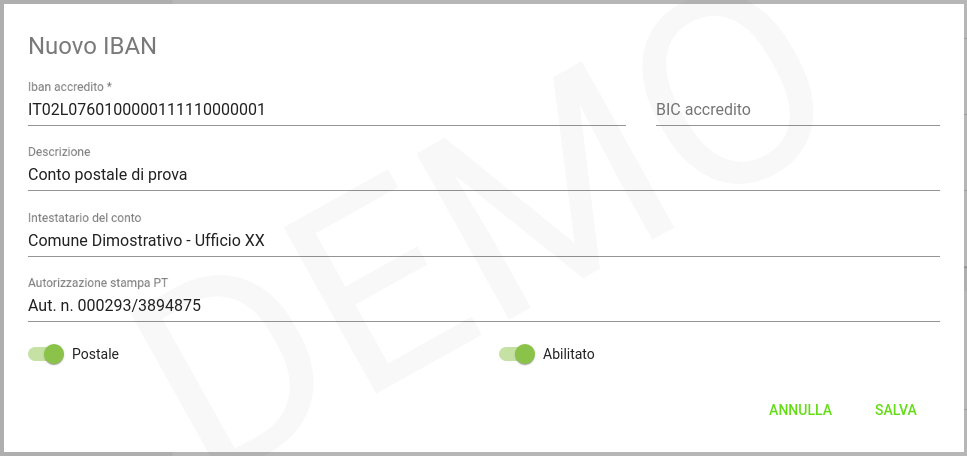 Nuovo IBAN
Iban accredito *
IT02L0760100000111110000001
BIC accredito
Descrizione
Conto postale di prova
Intestatario del conto
Comune Dimostrativo - Ufficio XX
Autorizzazione stampa PT
Aut. n. 000293/3894875
Postale
Abilitato
ANNULLA
SALVA
DEMO